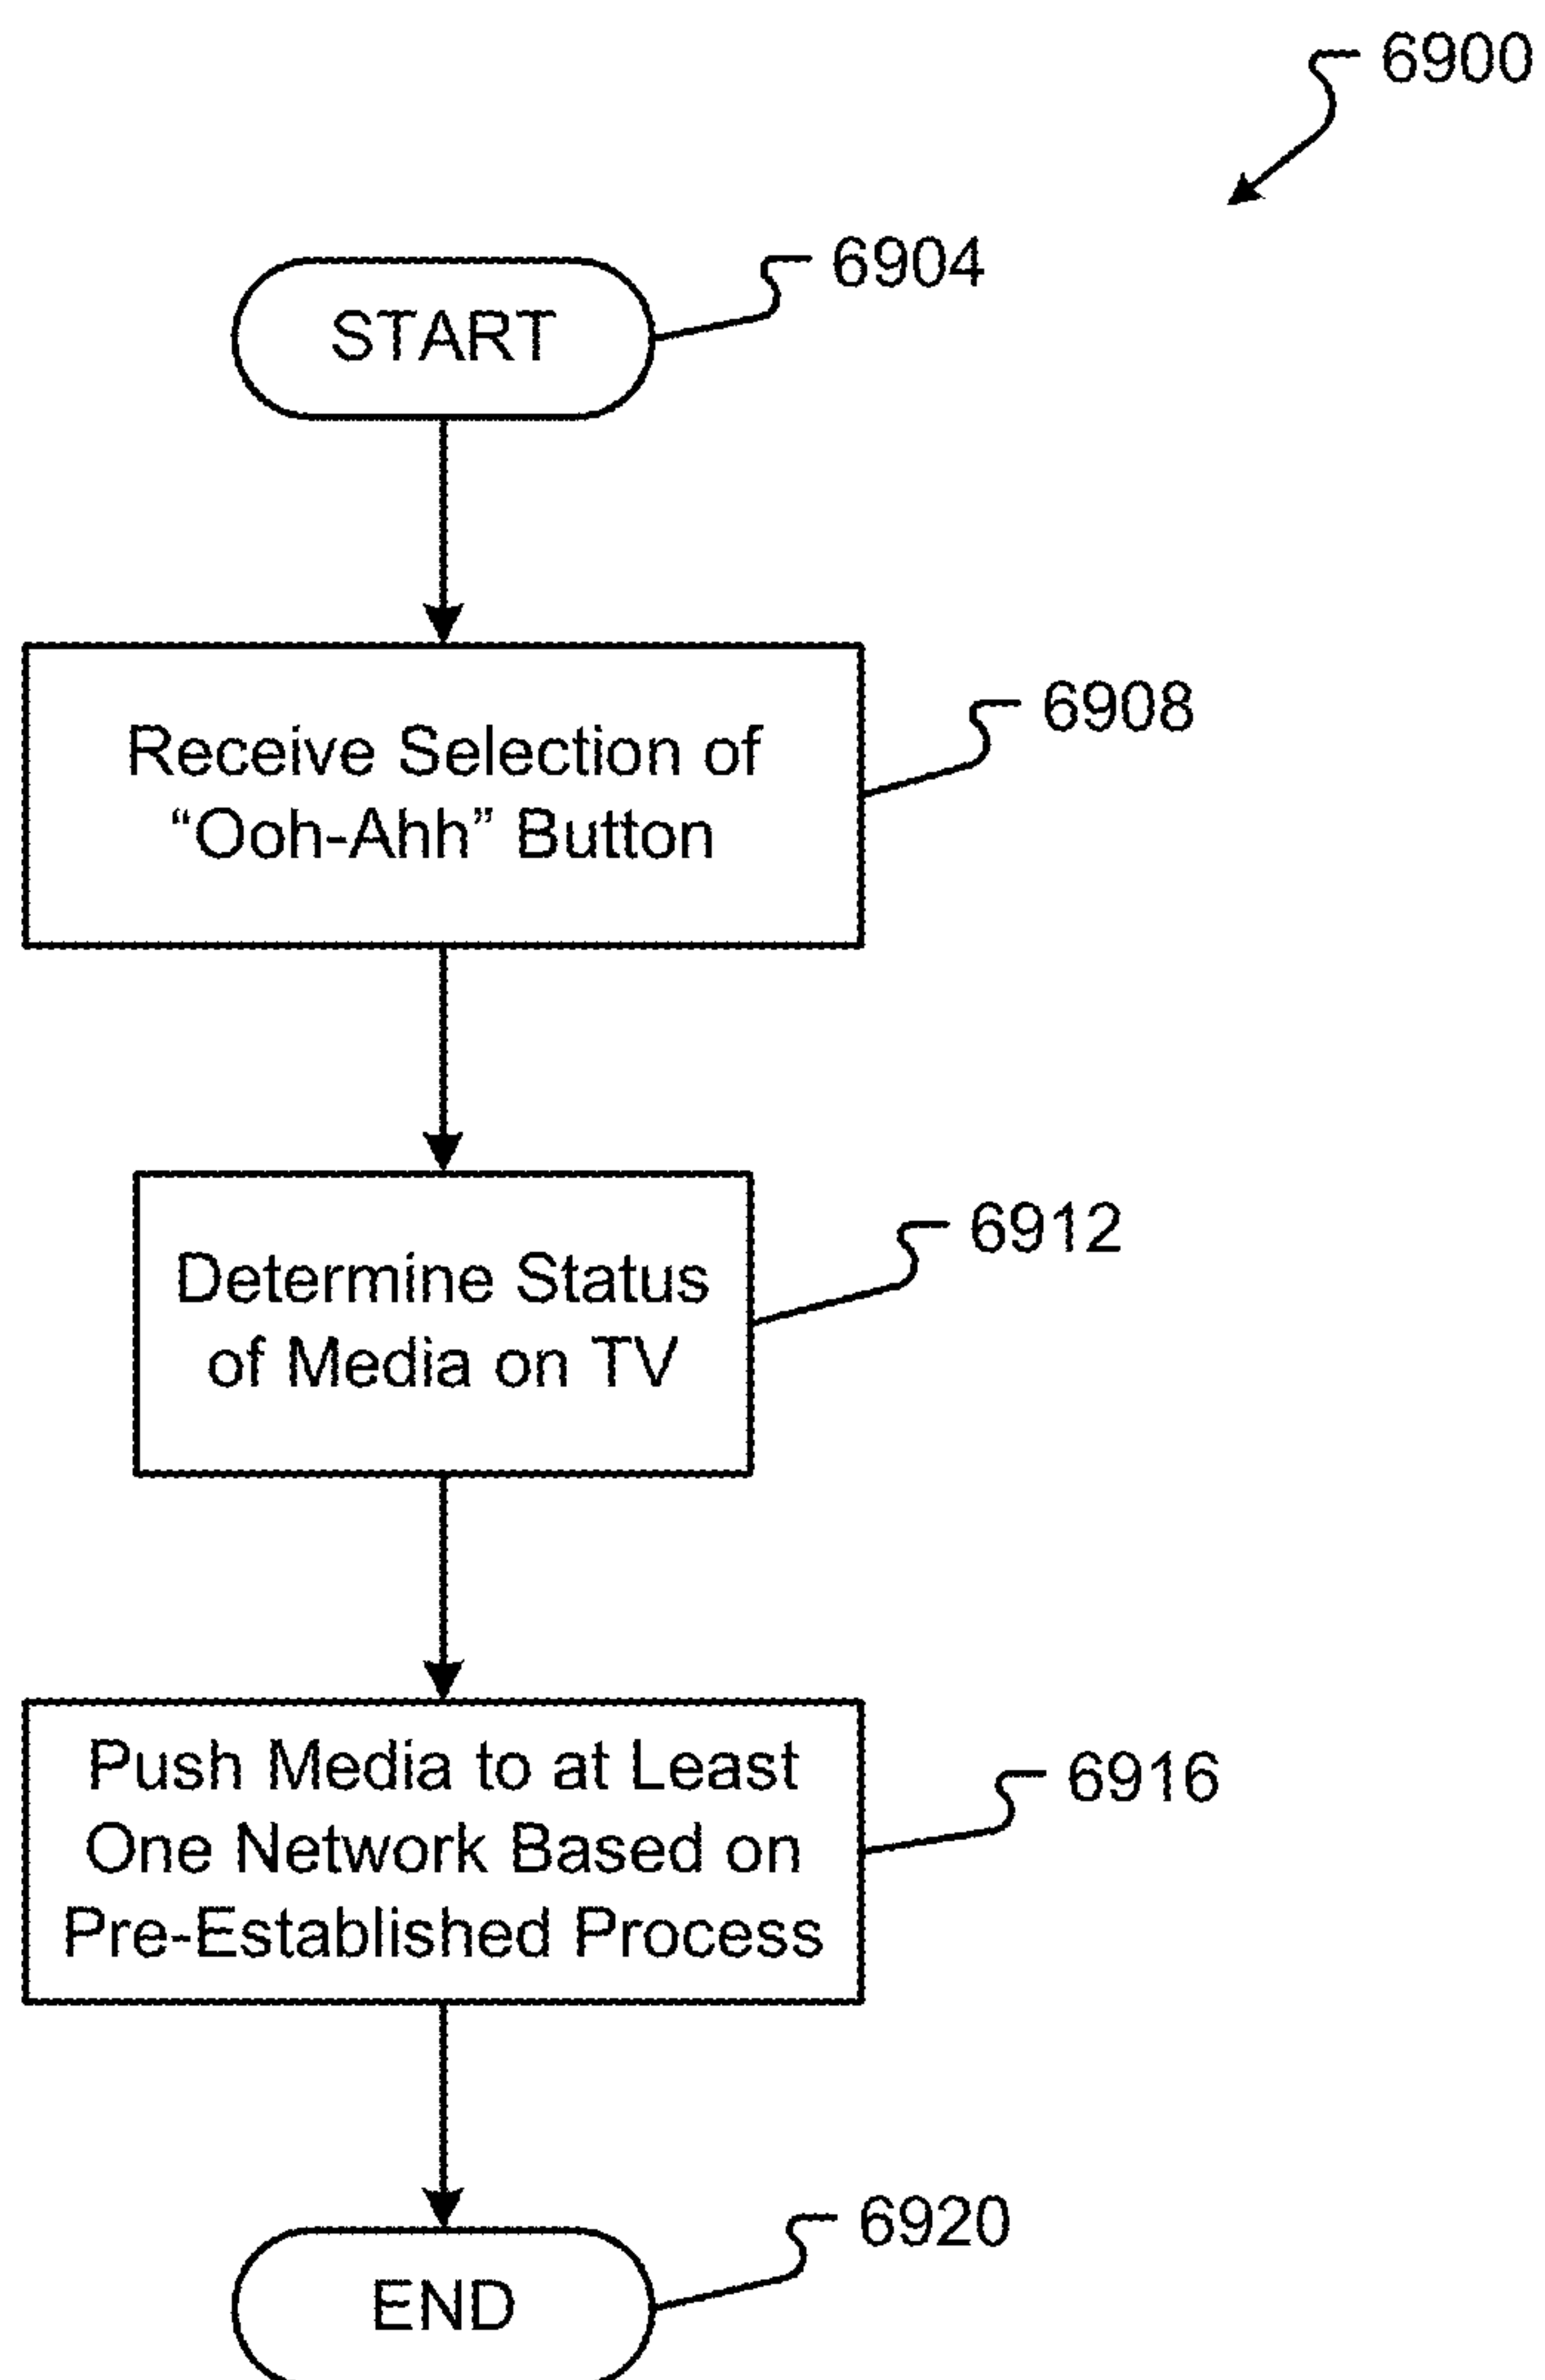 6900
START
6904
Receive Selection of
“Ooh-Ahh” Button
6908
Determine Status
of Media on TV
6912
Push Media to at Least
One Network Based on
Pre-Established Process
6916
END
6920